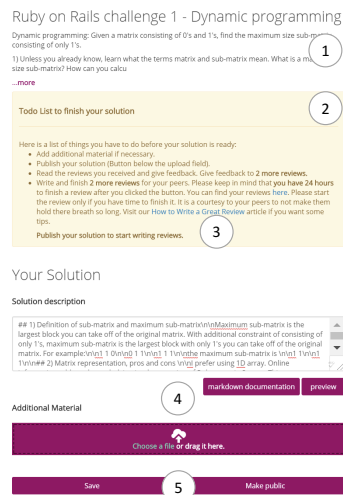 Ruby on Rails challenge 1 - Dynamic programming
Dynamic programming: Given a matrix consisting of 0's and 1's, find the maximum size sub-mat
consisting of only 1's.
1
1) Unless you already know, learn what the terms matrix and sub-matrix mean. What is a ma
size sub-matrix? How can you calcu
...more
Todo List to finish your solution
2
Here is a list of things you have to do before your solution is ready:
• Add additional material if necessary.
• Publish your solution (Button below the upload field).
• Read the reviews you received and give feedback. Give feedback to 2 more reviews.
• Write and finish 2 more reviews for your peers. Please keep in mind that you have 24 hours
to finish a review after you clicked the button. You can find your reviews here. Please start
the review only if you have time to finish it. It is a courtesy to your peers to not make them
hold there breath so long. Visit our How to Write a Great Review article if you want some
tips.
Publish your solution to start writing reviews.
3
Your Solution
Solution description
## 1) Definition of sub-matrix and maximum sub-matrix\n\nMaximum sub-matrix is the
largest block you can take off of the original matrix. With additional constraint of consisting of
only 1's, maximum sub-matrix is the largest block with only 1's you can take off of the original
matrix. For example:\n\n1 1 0\n\n0 1 1\n\n1 1 1\n\nthe maximum sub-matrix is \n\n1 1\n\n1
1\n\n## 2) Matrix representation, pros and cons \n\nI prefer using 1D array. Online
4
markdown documentation
preview
Additional Material
Choose a file or drag it here.
Save
5
Make public